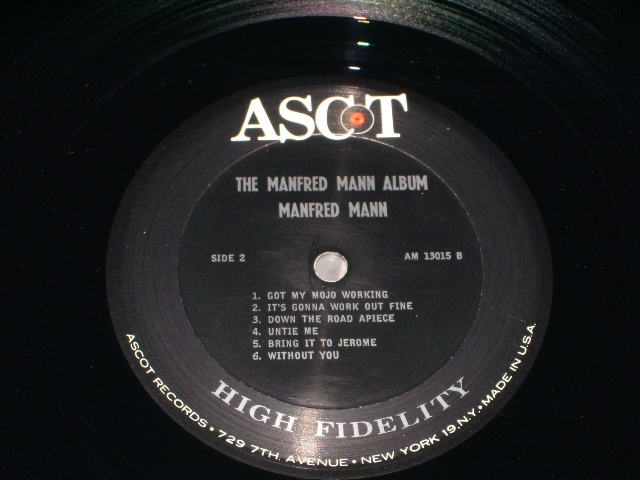 ASCOT
THE MANFRED MANN ALBUM
MANFRED MANN
SIDE 2
AM 13015 B
1. GOT MY MOJO WORKING
2. IT'S GONNA WORK OUT FINE
3. DOWN THE ROAD APIECE
4. UNTIE ME
5. BRING IT TO JEROME
6. WITHOUT YOU
HIGH FIDELITY
ASCOT RECORDS • 729 7TH. AVENUE • NEW YORK 19.N.Y. • MADE IN U.S.A.